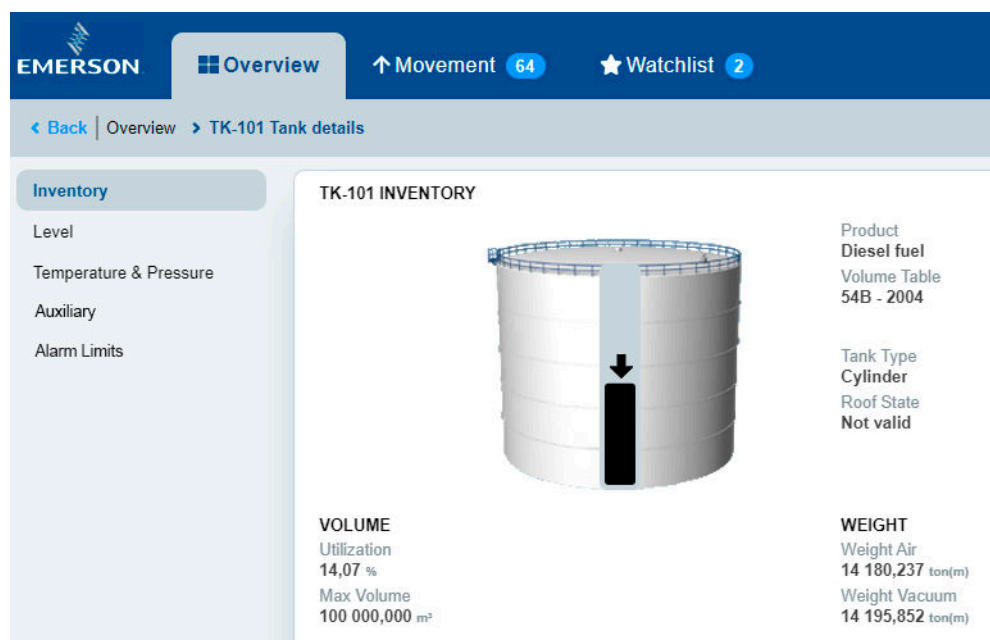 EMERSON.
Overview
Movement 64
Watchlist 2
Back | Overview > TK-101 Tank details
Inventory
Level
Temperature & Pressure
Auxiliary
Alarm Limits
TK-101 INVENTORY
Product
Diesel fuel
Volume Table
54B - 2004
Tank Type
Cylinder
Roof State
Not valid
VOLUME
Utilization
14,07 %
Max Volume
100 000,000 m³
WEIGHT
Weight Air
14 180,237 ton(m)
Weight Vacuum
14 195,852 ton(m)